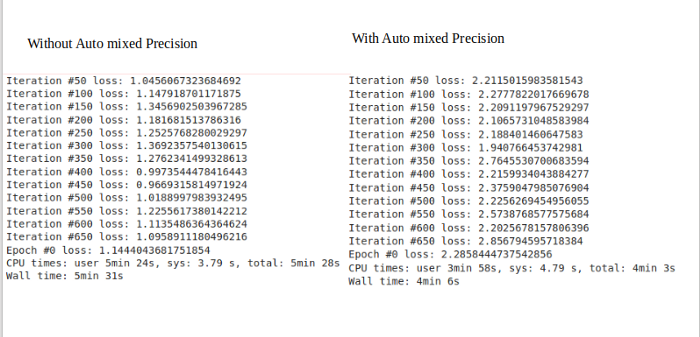 Without Auto mixed Precision
Iteration #50 loss: 1.0456067323684692
Iteration #100 loss: 1.147918701171875
Iteration #150 loss: 1.3456902503967285
Iteration #200 loss: 1.181681513786316
Iteration #250 loss: 1.2525768280029297
Iteration #300 loss: 1.3692357540130615
Iteration #350 loss: 1.2762341499328613
Iteration #400 loss: 0.9973544478416443
Iteration #450 loss: 0.9669315814971924
Iteration #500 loss: 1.0188997983932495
Iteration #550 loss: 1.2255617380142212
Iteration #600 loss: 1.1135486364364624
Iteration #650 loss: 1.0958911180496216
Epoch #0 loss: 1.1444043681751854
CPU times: user 5min 24s, sys: 3.79 s, total: 5min 28s
Wall time: 5min 31s
With Auto mixed Precision
Iteration #50 loss: 2.2115015983581543
Iteration #100 loss: 2.2777822017669678
Iteration #150 loss: 2.2091197967529297
Iteration #200 loss: 2.1065731048583984
Iteration #250 loss: 2.188401460647583
Iteration #300 loss: 1.940766453742981
Iteration #350 loss: 2.7645530700683594
Iteration #400 loss: 2.2159934043884277
Iteration #450 loss: 2.3759047985076904
Iteration #500 loss: 2.2256269454956055
Iteration #550 loss: 2.5738768577575684
Iteration #600 loss: 2.2025678157806396
Iteration #650 loss: 2.856794595718384
Epoch #0 loss: 2.2858444737542856
CPU times: user 3min 58s, sys: 4.79 s, total: 4min 3s
Wall time: 4min 6s